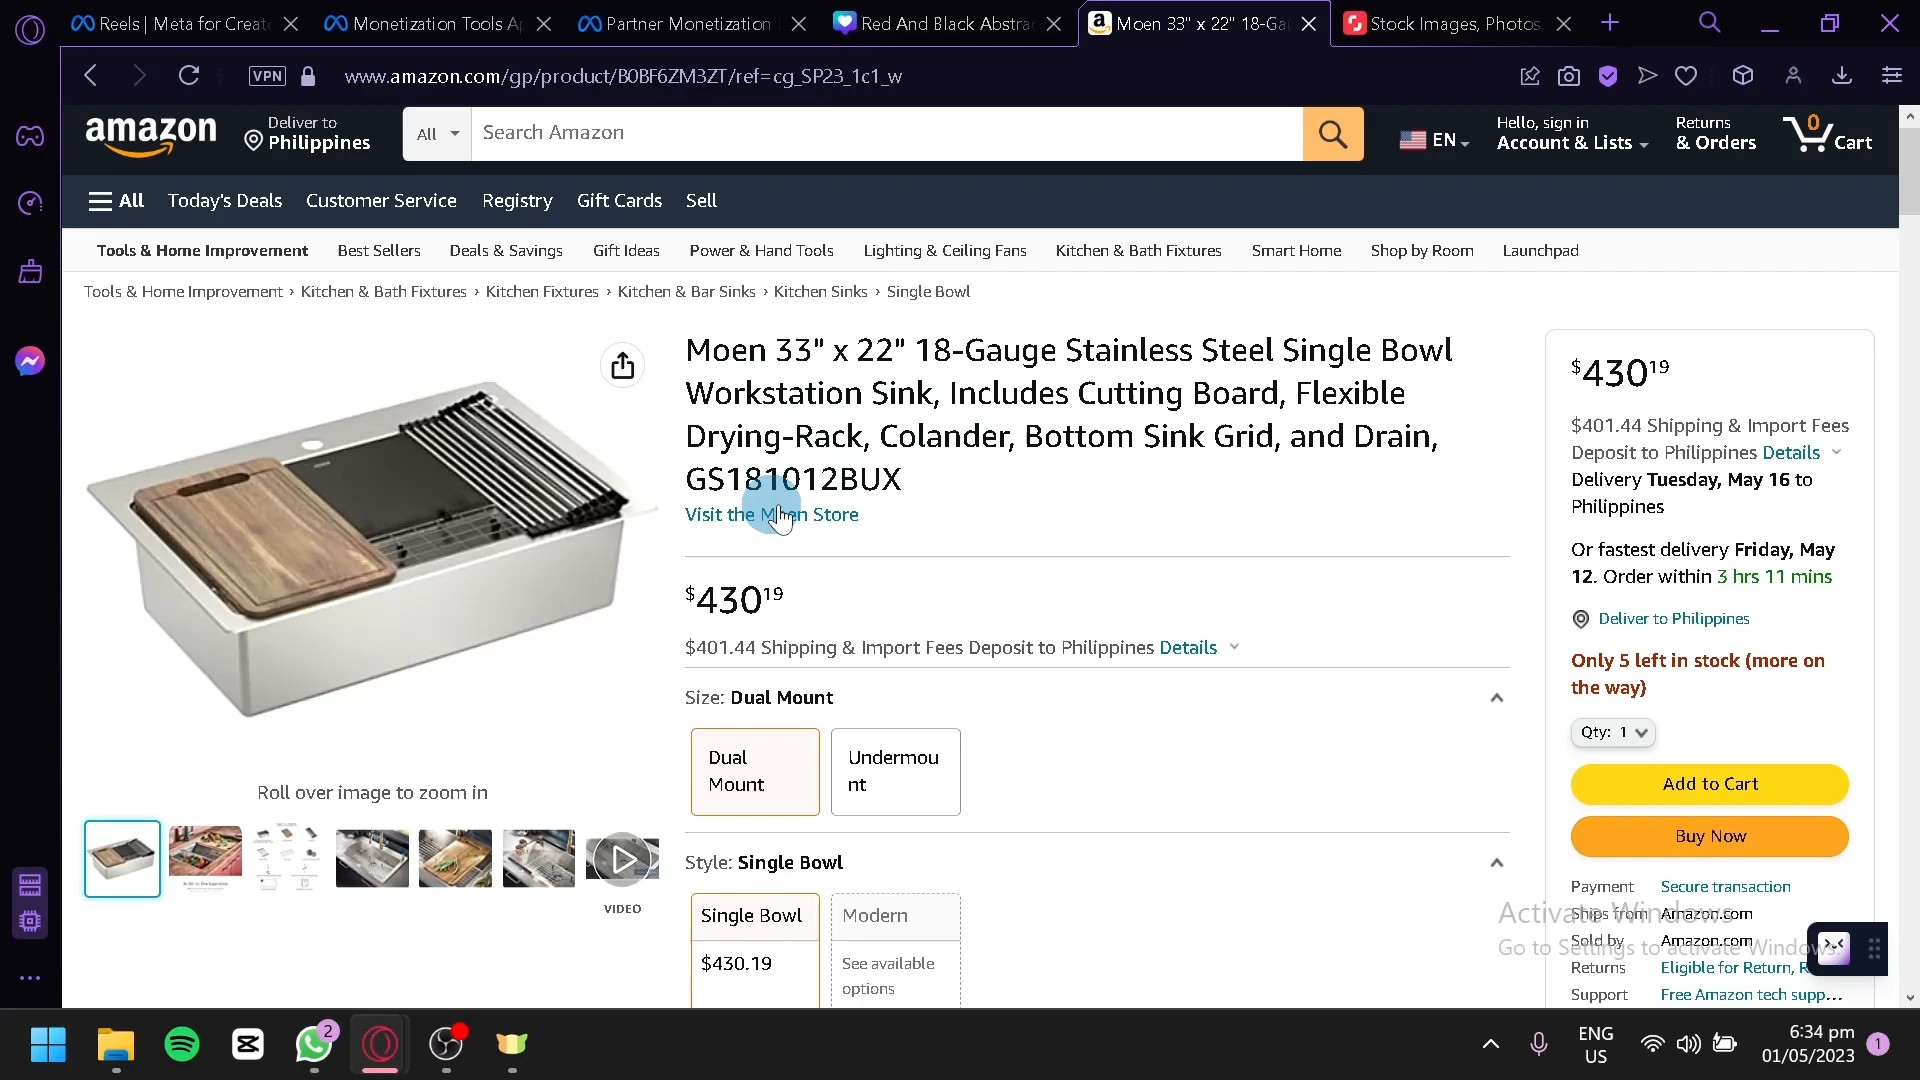 Reels | Meta for Creat
Monetization Tools A
Partner Monetization
Red And Black Abstra
Moen 33" x 22" 18-Ga
Stock Images, Photos,
VPN
www.amazon.com/gp/product/B0BF6ZM3ZT/ref=cg_SP23_1c1_w
amazon
Deliver to
Philippines
All
Search Amazon
EN
Hello, sign in
Account & Lists
Returns
& Orders
0
Cart
All
Today's Deals
Customer Service
Registry
Gift Cards
Sell
Tools & Home Improvement
Best Sellers
Deals & Savings
Gift Ideas
Power & Hand Tools
Lighting & Ceiling Fans
Kitchen & Bath Fixtures
Smart Home
Shop by Room
Launchpad
Tools & Home Improvement › Kitchen & Bath Fixtures › Kitchen Fixtures › Kitchen & Bar Sinks › Kitchen Sinks › Single Bowl
Moen 33" x 22" 18-Gauge Stainless Steel Single Bowl
Workstation Sink, Includes Cutting Board, Flexible
Drying-Rack, Colander, Bottom Sink Grid, and Drain,
GS181012BUX
Visit the Moen Store
$430 19
$401.44 Shipping & Import Fees Deposit to Philippines Details
Size: Dual Mount
Dual
Mount
Undermou
nt
Style: Single Bowl
Single Bowl
$430.19
Modern
See available
options
Roll over image to zoom in
VIDEO
$430 19
$401.44 Shipping & Import Fees
Deposit to Philippines Details
Delivery Tuesday, May 16 to
Philippines
Or fastest delivery Friday, May
12. Order within 3 hrs 11 mins
Deliver to Philippines
Only 5 left in stock (more on
the way)
Qty: 1
Add to Cart
Buy Now
Payment Secure transaction
Ships from Amazon.com
Sold by Amazon.com
Returns Eligible for Return, R
Support Free Amazon tech supp...
Activate Windows
Go to Settings to activate Windows.
2
ENG
US
6:34 pm
01/05/2023
1